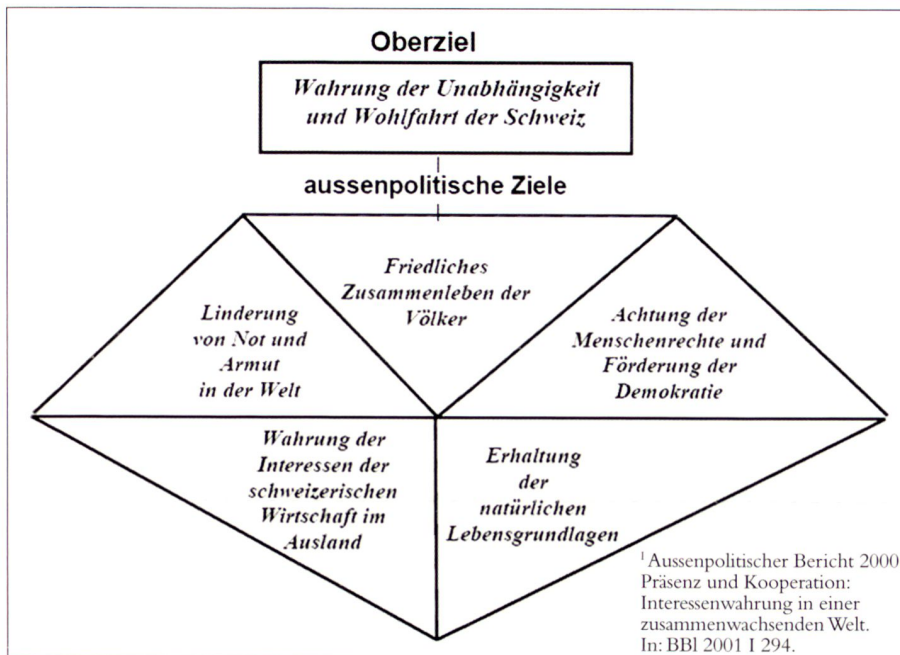 Oberziel
Wahrung der Unabhängigkeit
und Wohlfahrt der Schweiz
aussenpolitische Ziele
Friedliches
Zusammenleben der
Völker
Linderung
von Not und
Armut
in der Welt
Achtung der
Menschenrechte und
Förderung der
Demokratie
Wahrung der
Interessen der
schweizerischen
Wirtschaft im
Ausland
Erhaltung
der
natürlichen
Lebensgrundlagen
¹ Aussenpolitischer Bericht 2000
Präsenz und Kooperation:
Interessenwahrung in einer
zusammenwachsenden Welt.
In: BBl 2001 I 294.